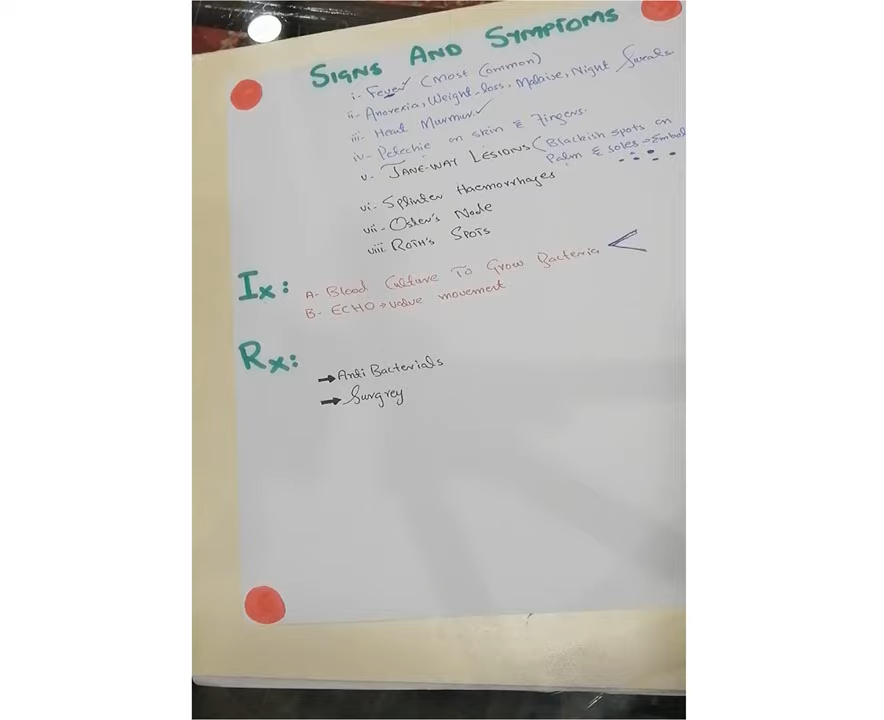 SIGNS AND SYMPTOMS
i- Fever (Most Common)
ii- Anorexia, Weight-loss, Malaise, Night Sweats
iii- Heart Murmur.
iv- Petechie on skin & Fingers.
v- JANE-WAY LESIONS (Blackish spots on
Palm & soles → Emboli
vi- Splinter Haemorrhages
vii- Osler's Node
viii ROTH'S SPOTS
Ix:
A- Blood Culture To Grow Bacteria
B- ECHO → valve movement
Rx:
→ Anti Bacterials
→ Surgrey